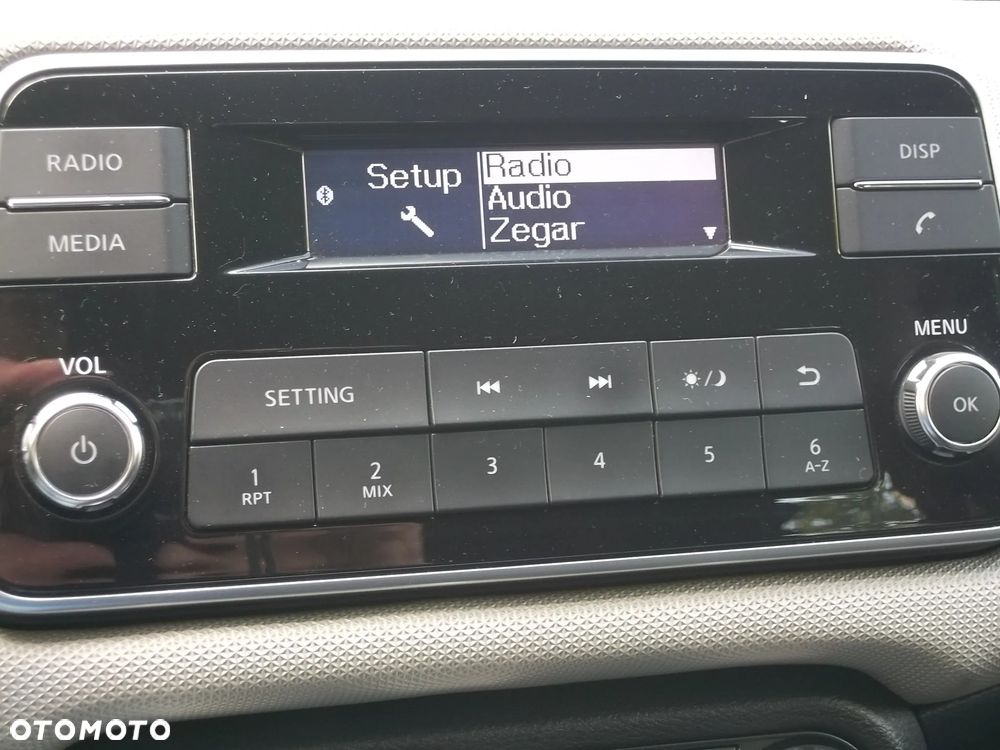 RADIO
MEDIA
Setup
Radio
Audio
Zegar
DISP
VOL
MENU
SETTING
OK
1
RPT
2
MIX
3
4
5
6
A-Z
OTOMOTO